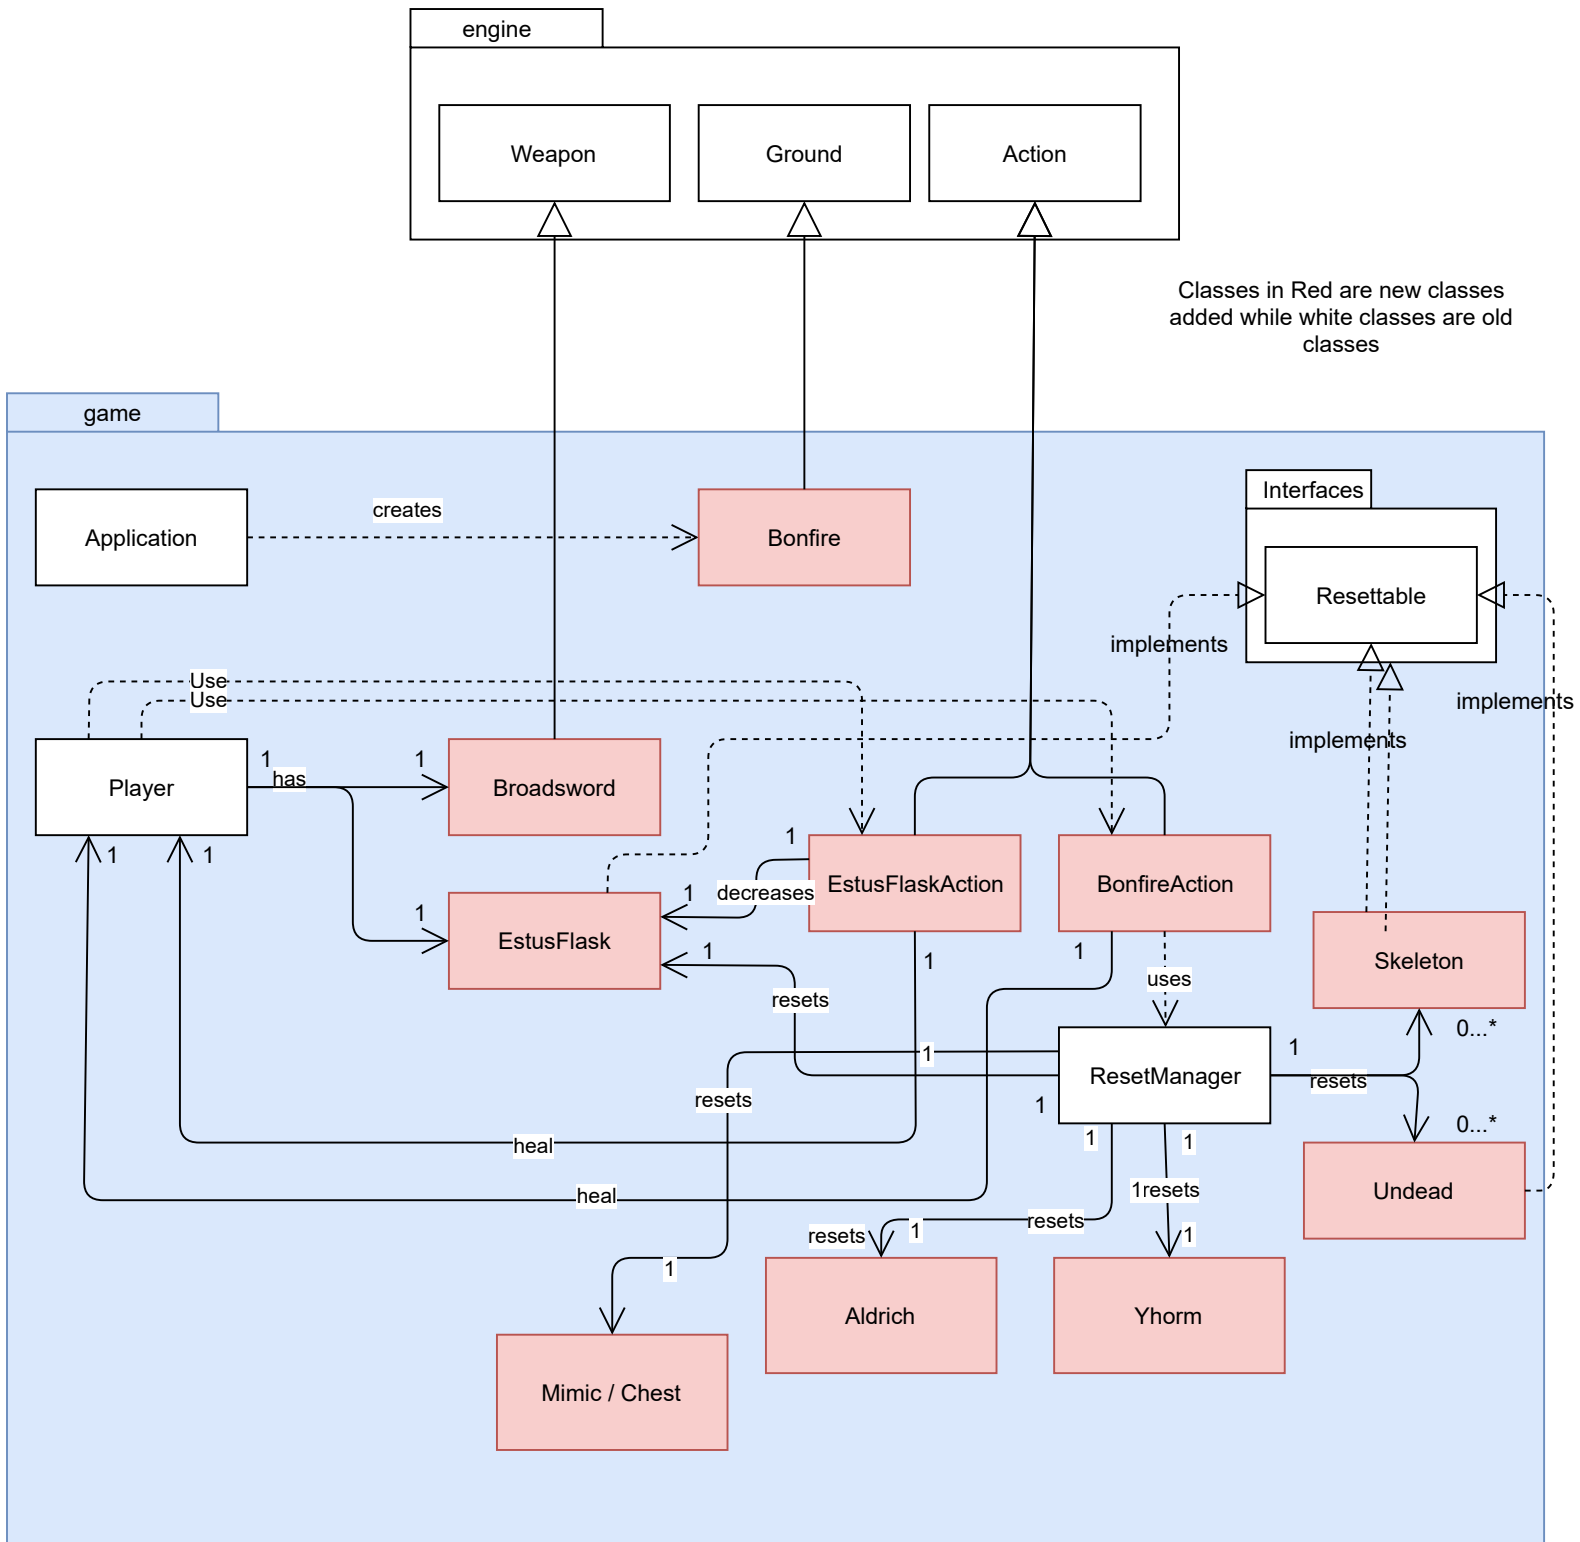 engine
Weapon
Ground
Action
Classes in Red are new classes
added while white classes are old
classes
game
Application
creates
Bonfire
Interfaces
Resettable
implements
implements
implements
Use
Use
Player
1
has
1
Broadsword
1
1
1
EstusFlask
1
decreases
1
EstusFlaskAction
BonfireAction
1
resets
1
1
uses
Skeleton
0...*
ResetManager
1
resets
0...*
Undead
1
resets
1
heal
heal
1
1
1resets
1
resets
1
resets
1
Aldrich
Yhorm
Mimic / Chest